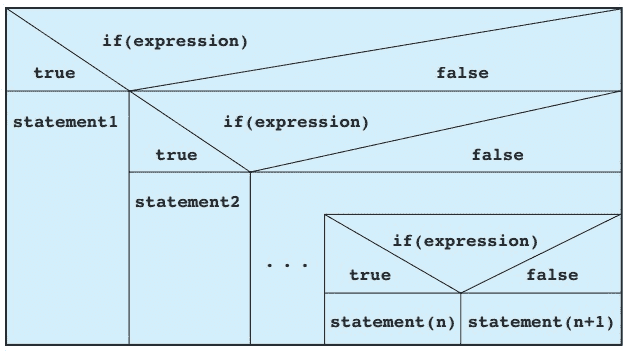 if(expression)
true
false
statement1
if(expression)
true
false
statement2
. . .
if(expression)
true
false
statement(n)
statement(n+1)